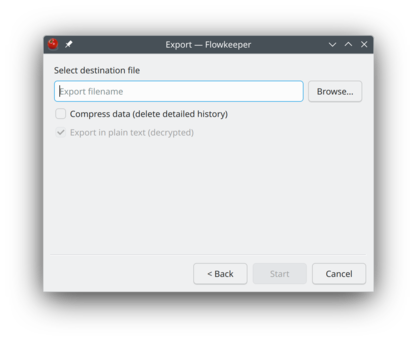 Export — Flowkeeper
Select destination file
Export filename
Browse...
Compress data (delete detailed history)
Export in plain text (decrypted)
< Back
Start
Cancel